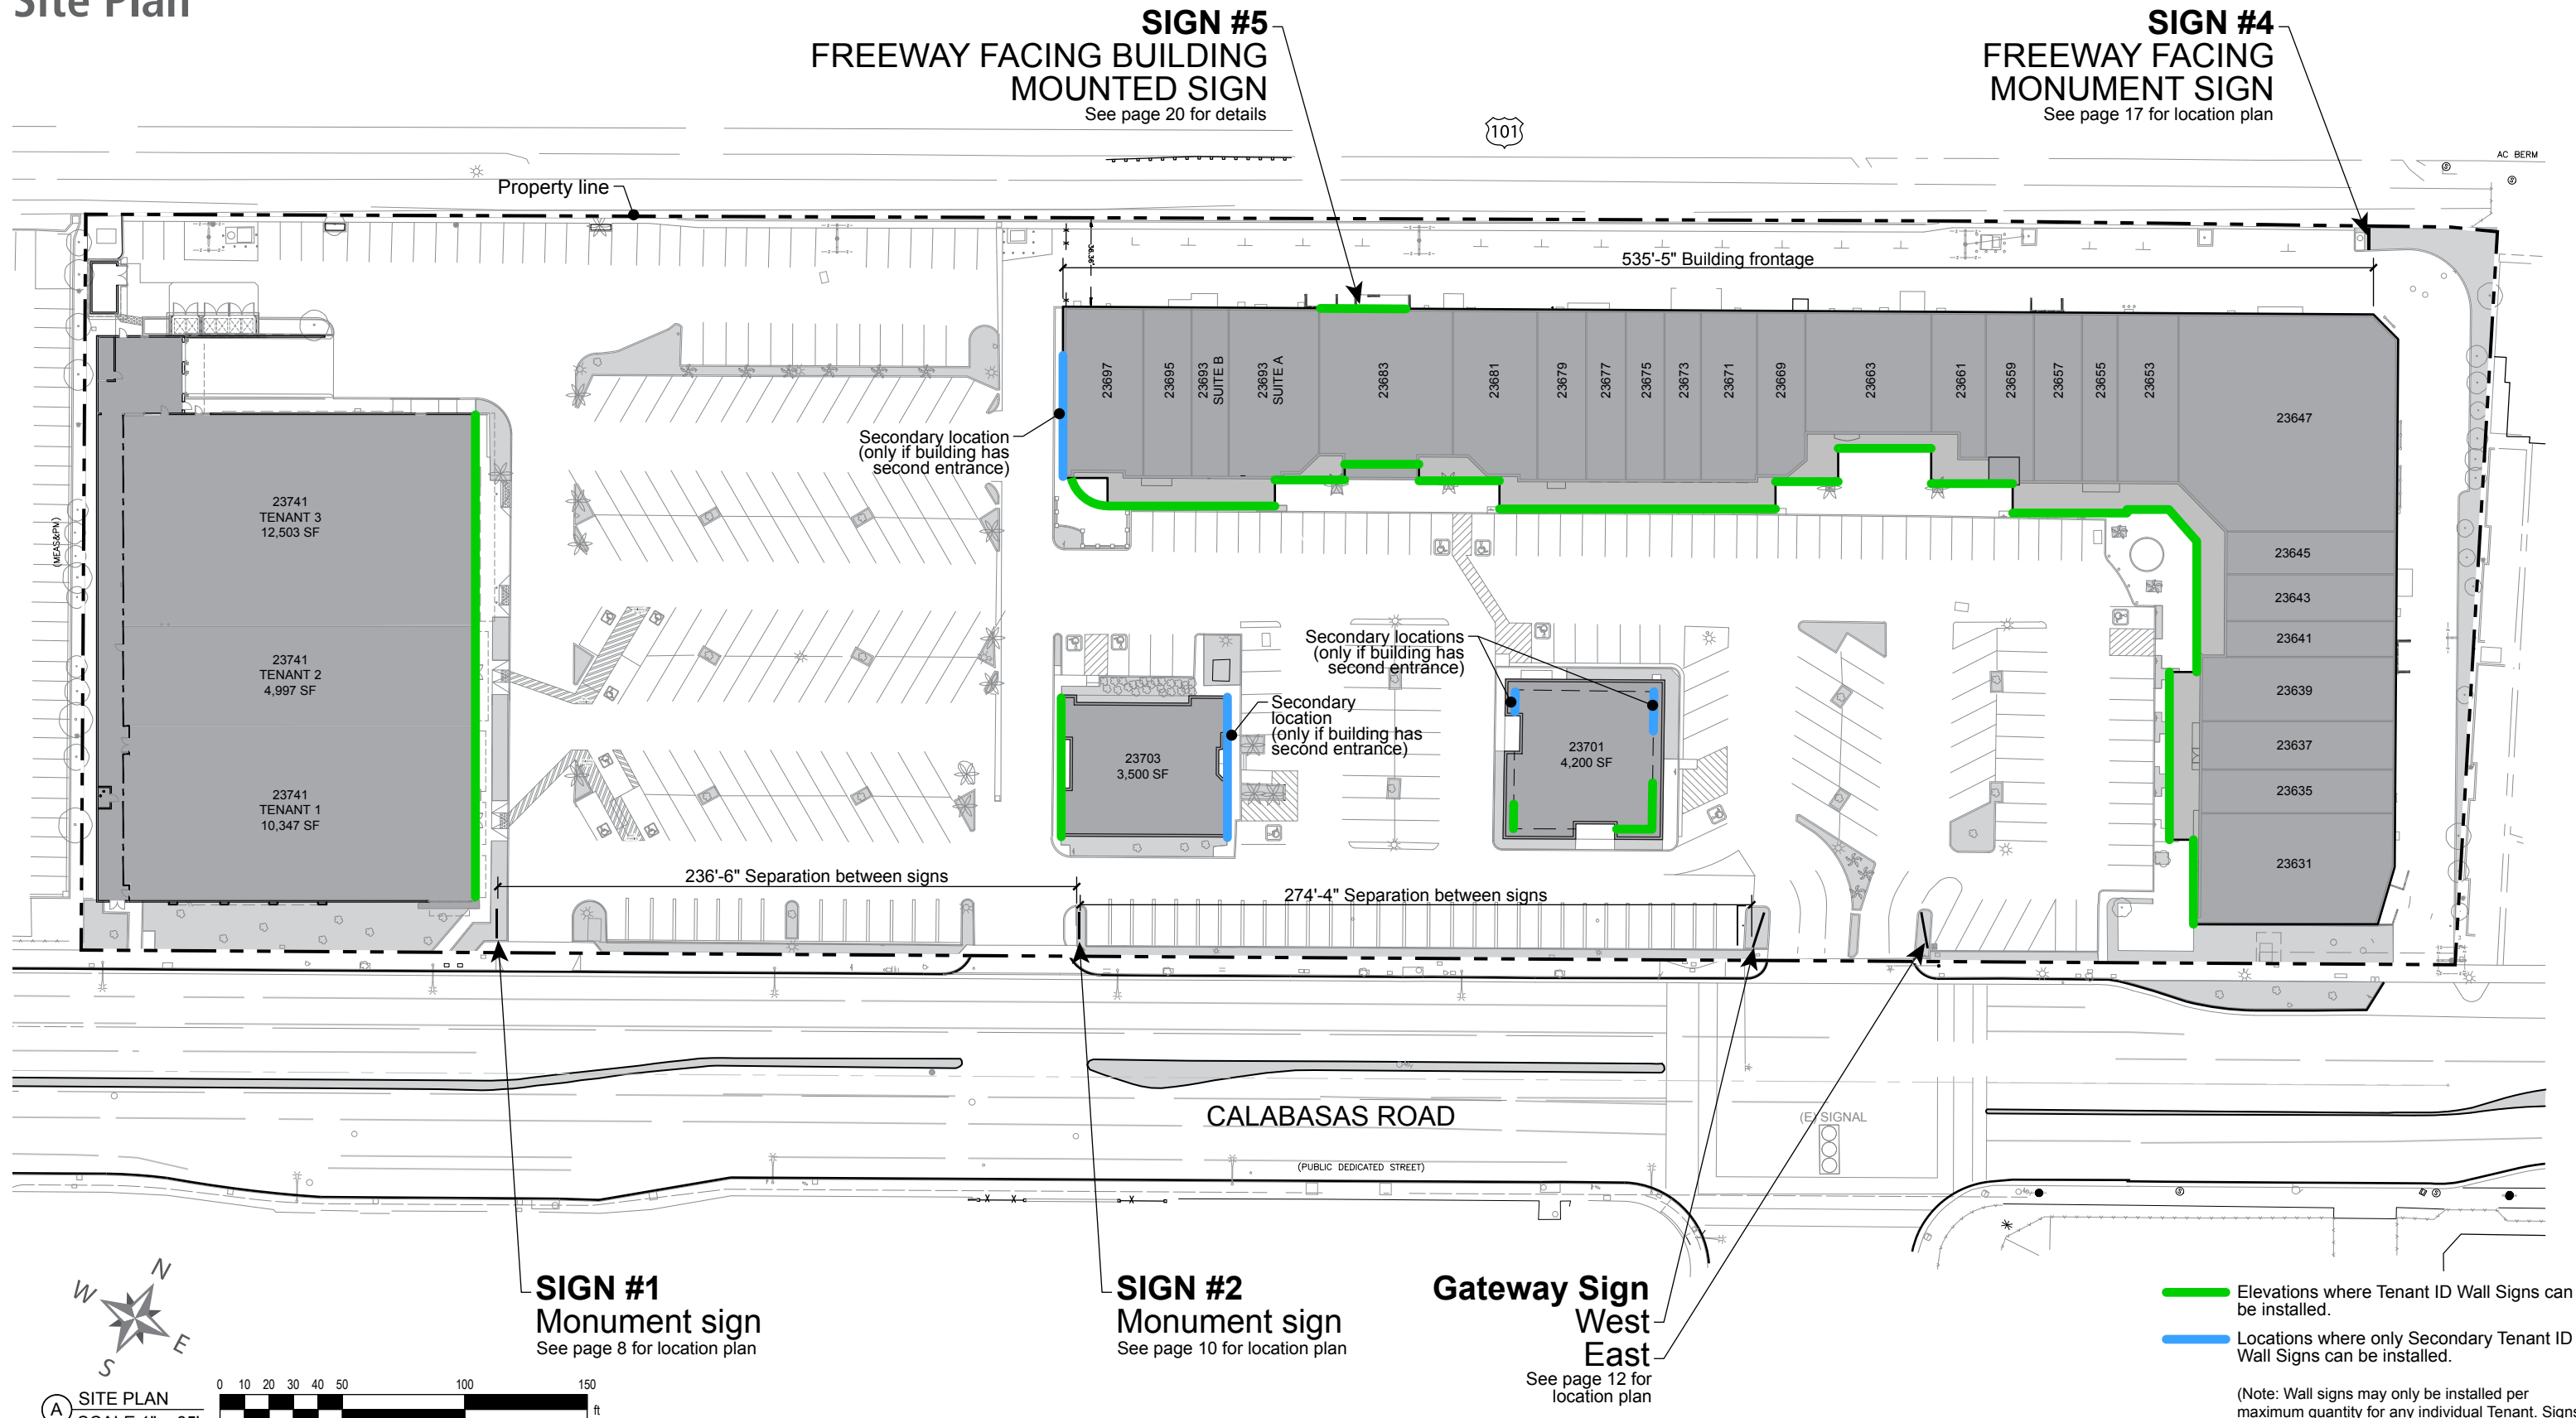 Site Plan
SIGN #5
FREEWAY FACING BUILDING
MOUNTED SIGN
See page 20 for details
SIGN #4
FREEWAY FACING
MONUMENT SIGN
See page 17 for location plan
101
AC BERM
Property line
36.36'
535'-5" Building frontage
23697
23695
23693
SUITE B
23693
SUITE A
23683
23681
23679
23677
23675
23673
23671
23669
23663
23661
23659
23657
23655
23653
23647
Secondary location
(only if building has
second entrance)
(MEAS&PM)
23741
TENANT 3
12,503 SF
23741
TENANT 2
4,997 SF
23741
TENANT 1
10,347 SF
23645
23643
23641
23639
23637
23635
23631
Secondary locations
(only if building has
second entrance)
Secondary
location
(only if building has
second entrance)
23703
3,500 SF
23701
4,200 SF
236'-6" Separation between signs
274'-4" Separation between signs
CALABASAS ROAD
(PUBLIC DEDICATED STREET)
(E) SIGNAL
N
W
E
S
SIGN #1
Monument sign
See page 8 for location plan
SIGN #2
Monument sign
See page 10 for location plan
Gateway Sign
West
East
See page 12 for
location plan
Elevations where Tenant ID Wall Signs can
be installed.
Locations where only Secondary Tenant ID
Wall Signs can be installed.
(Note: Wall signs may only be installed per
maximum quantity for any individual Tenant. Signs
A
SITE PLAN
0 10 20 30 40 50 100 150
ft